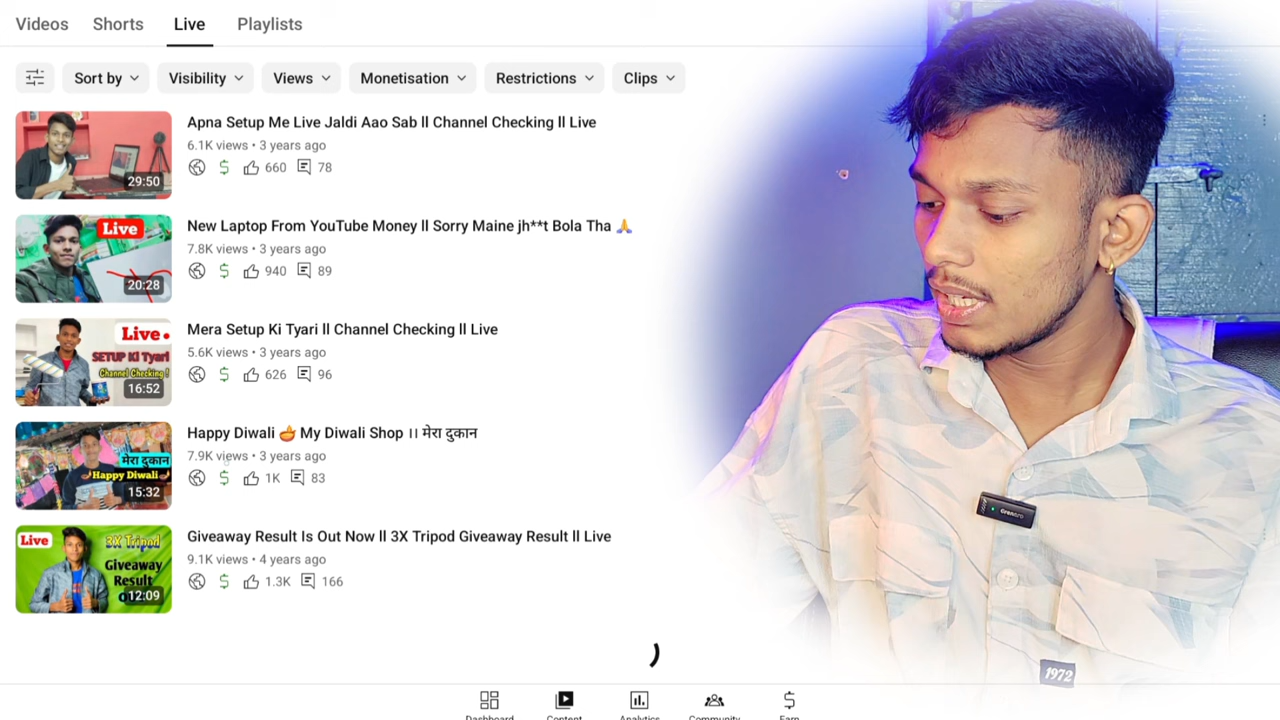 Videos Shorts Live Playlists
Sort by Visibility Views Monetisation Restrictions Clips
Apna Setup Me Live Jaldi Aao Sab ll Channel Checking ll Live
6.1K views • 3 years ago
660 78
29:50
New Laptop From YouTube Money ll Sorry Maine jh**t Bola Tha 🙏
7.8K views • 3 years ago
940 89
Live
20:28
Mera Setup Ki Tyari ll Channel Checking ll Live
5.6K views • 3 years ago
626 96
Live
SETUP Ki Tyari
Channel Checking !
16:52
Happy Diwali 🪔 My Diwali Shop ।। मेरा दुकान
7.9K views • 3 years ago
1K 83
मेरा दुकान
Happy Diwali
15:32
Giveaway Result Is Out Now ll 3X Tripod Giveaway Result ll Live
9.1K views • 4 years ago
1.3K 166
Live
3X Tripod
Giveaway
Result
12:09
1972
Dashboard Content Analytics Community Earn